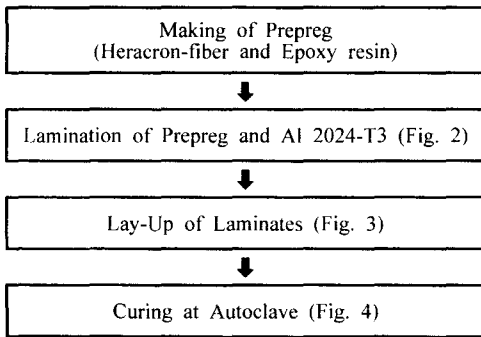 Making of Prepreg
(Heracron-fiber and Epoxy resin)
Lamination of Prepreg and Al 2024-T3 (Fig. 2)
Lay-Up of Laminates (Fig. 3)
Curing at Autoclave (Fig. 4)